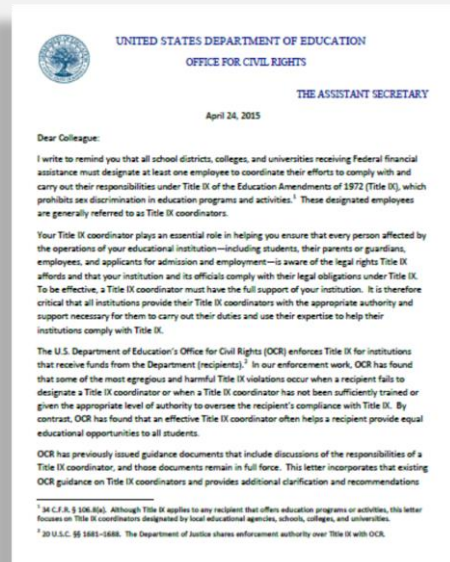 UNITED STATES DEPARTMENT OF EDUCATION
OFFICE FOR CIVIL RIGHTS
THE ASSISTANT SECRETARY
April 24, 2015
Dear Colleague:
I write to remind you that all school districts, colleges, and universities receiving Federal financial
assistance must designate at least one employee to coordinate their efforts to comply with and
carry out their responsibilities under Title IX of the Education Amendments of 1972 (Title IX), which
prohibits sex discrimination in education programs and activities.¹ These designated employees
are generally referred to as Title IX coordinators.
Your Title IX coordinator plays an essential role in helping you ensure that every person affected by
the operations of your educational institution—including students, their parents or guardians,
employees, and applicants for admission and employment—is aware of the legal rights Title IX
affords and that your institution and its officials comply with their legal obligations under Title IX.
To be effective, a Title IX coordinator must have the full support of your institution. It is therefore
critical that all institutions provide their Title IX coordinators with the appropriate authority and
support necessary for them to carry out their duties and use their expertise to help their
institutions comply with Title IX.
The U.S. Department of Education's Office for Civil Rights (OCR) enforces Title IX for institutions
that receive funds from the Department (recipients).² In our enforcement work, OCR has found
that some of the most egregious and harmful Title IX violations occur when a recipient fails to
designate a Title IX coordinator or when a Title IX coordinator has not been sufficiently trained or
given the appropriate level of authority to oversee the recipient's compliance with Title IX. By
contrast, OCR has found that an effective Title IX coordinator often helps a recipient provide equal
educational opportunities to all students.
OCR has previously issued guidance documents that include discussions of the responsibilities of a
Title IX coordinator, and those documents remain in full force. This letter incorporates that existing
OCR guidance on Title IX coordinators and provides additional clarification and recommendations
¹ 34 C.F.R. § 106.8(a). Although Title IX applies to any recipient that offers education programs or activities, this letter
focuses on Title IX coordinators designated by local educational agencies, schools, colleges, and universities.
² 20 U.S.C. §§ 1681–1688. The Department of Justice shares enforcement authority over Title IX with OCR.